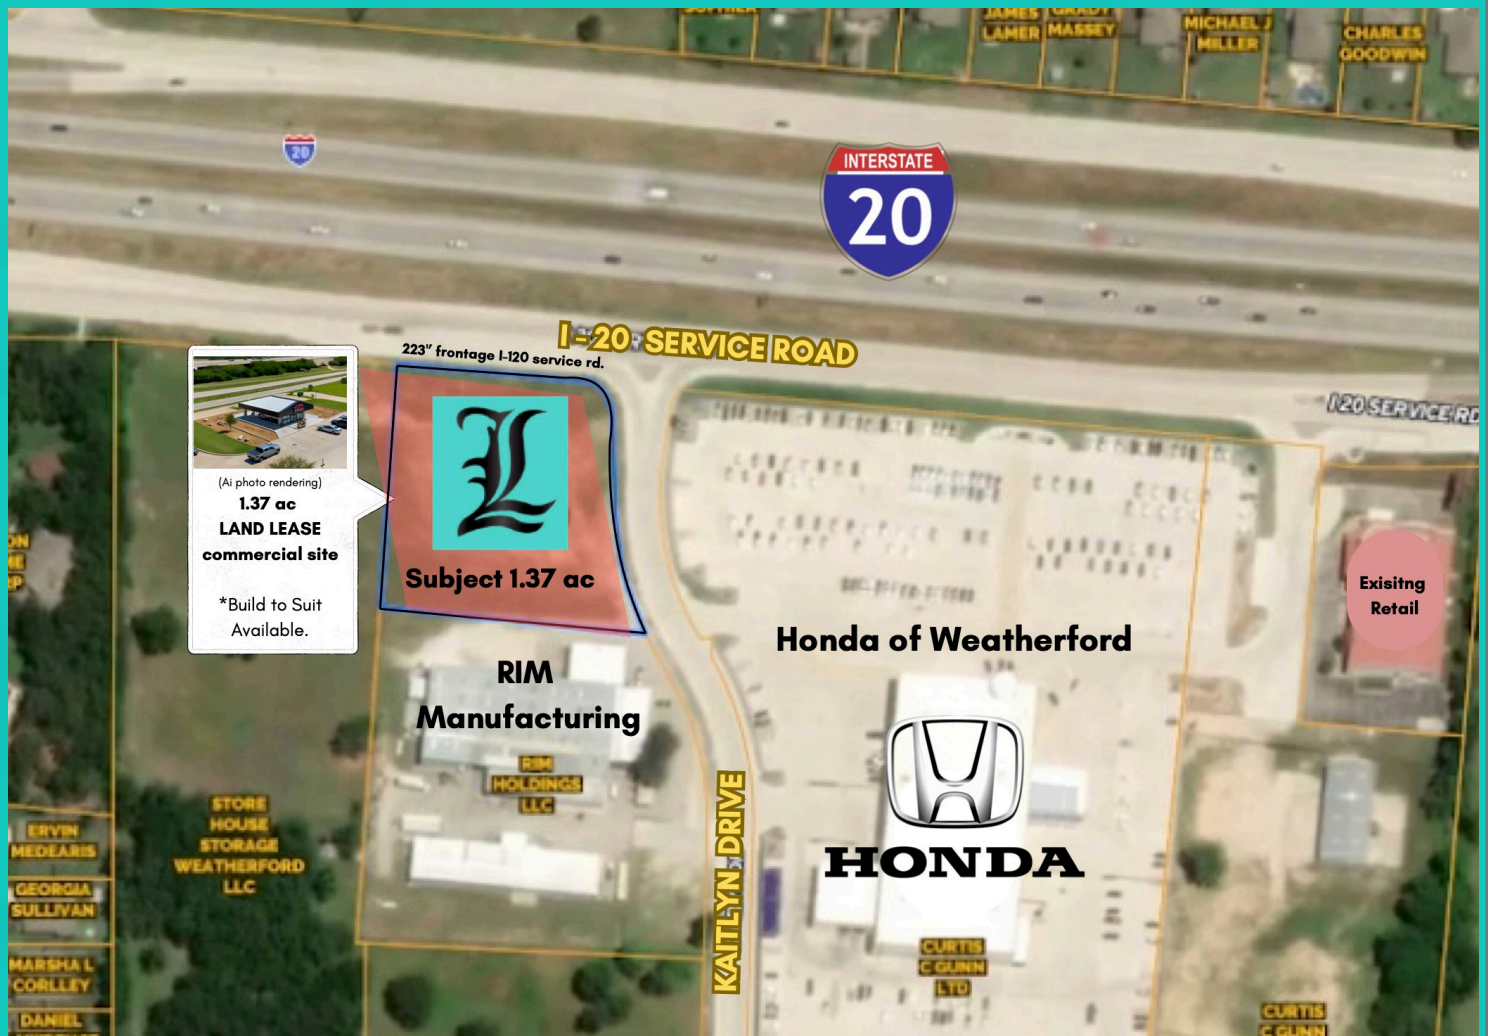 JAMES
LAMER
GRADY
MASSEY
MICHAEL J
MILLER
CHARLES
GOODWIN
20
INTERSTATE
20
I - 20 SERVICE ROAD
223” frontage I-120 service rd.
I 20 SERVICE RD
(Ai photo rendering)
1.37 ac
LAND LEASE
commercial site
*Build to Suit
Available.
L
Subject 1.37 ac
Exisitng
Retail
Honda of Weatherford
RIM
Manufacturing
RIM
HOLDINGS
LLC
KAITLYN DRIVE
HONDA
STORE
HOUSE
STORAGE
WEATHERFORD
LLC
ERVIN
MEDEARIS
GEORGIA
SULLIVAN
MARSHA L
CORLLEY
DANIEL
CURTIS
C GUNN
LTD
CURTIS
C GUNN